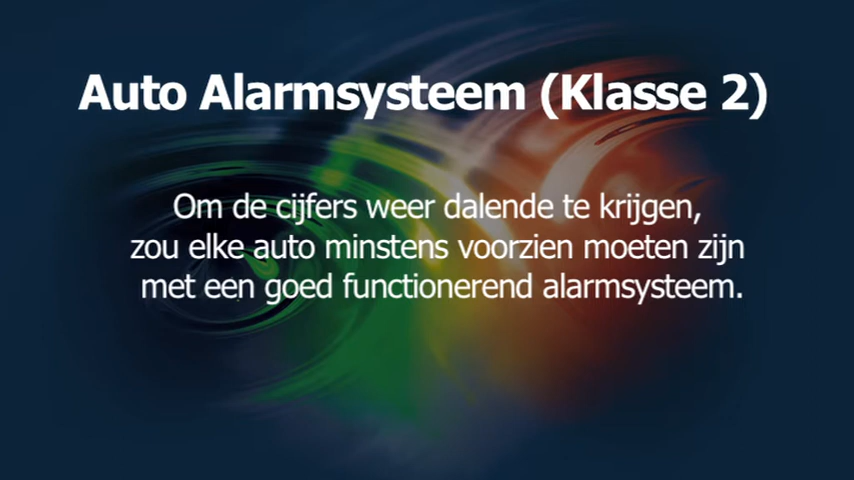 Auto Alarmsysteem (Klasse 2)
Om de cijfers weer dalende te krijgen,
zou elke auto minstens voorzien moeten zijn
met een goed functionerend alarmsysteem.